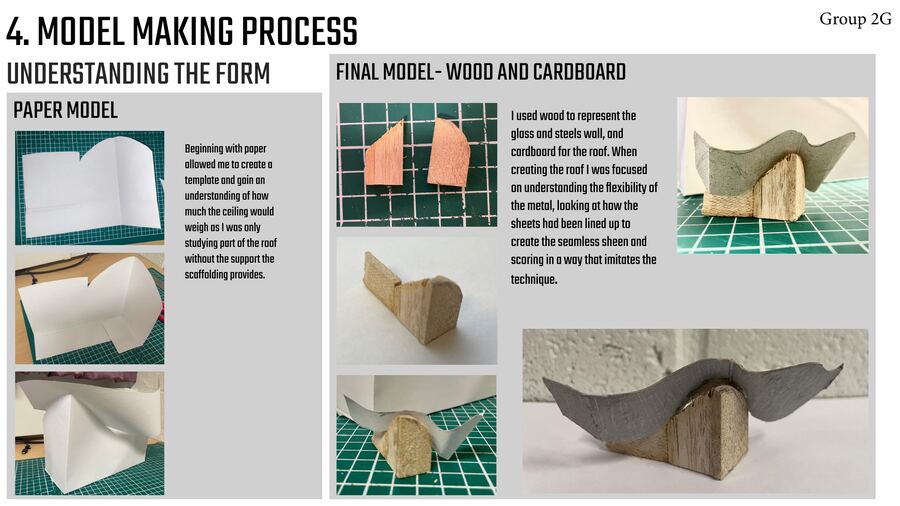 Group 2G
4. MODEL MAKING PROCESS
UNDERSTANDING THE FORM
PAPER MODEL
Beginning with paper
allowed me to create a
template and gain an
understanding of how
much the ceiling would
weigh as I was only
studying part of the roof
without the support the
scaffolding provides.
FINAL MODEL- WOOD AND CARDBOARD
I used wood to represent the
glass and steels wall, and
cardboard for the roof. When
creating the roof I was focused
on understanding the flexibility of
the metal, looking at how the
sheets had been lined up to
create the seamless sheen and
scoring in a way that imitates the
technique.